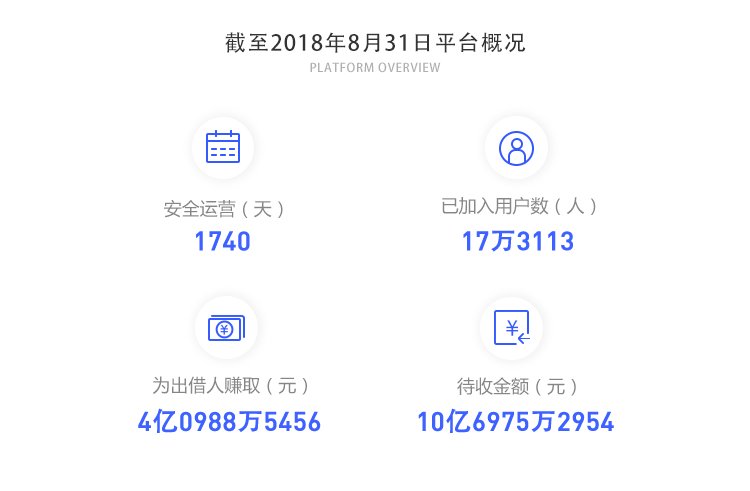 截至2018年8月31日平台概况
PLATFORM OVERVIEW
安全运营(天)
1740
已加入用户数(人)
17万3113
¥
为出借人赚取(元)
4亿0988万5456
¥
待收金额(元)
10亿6975万2954